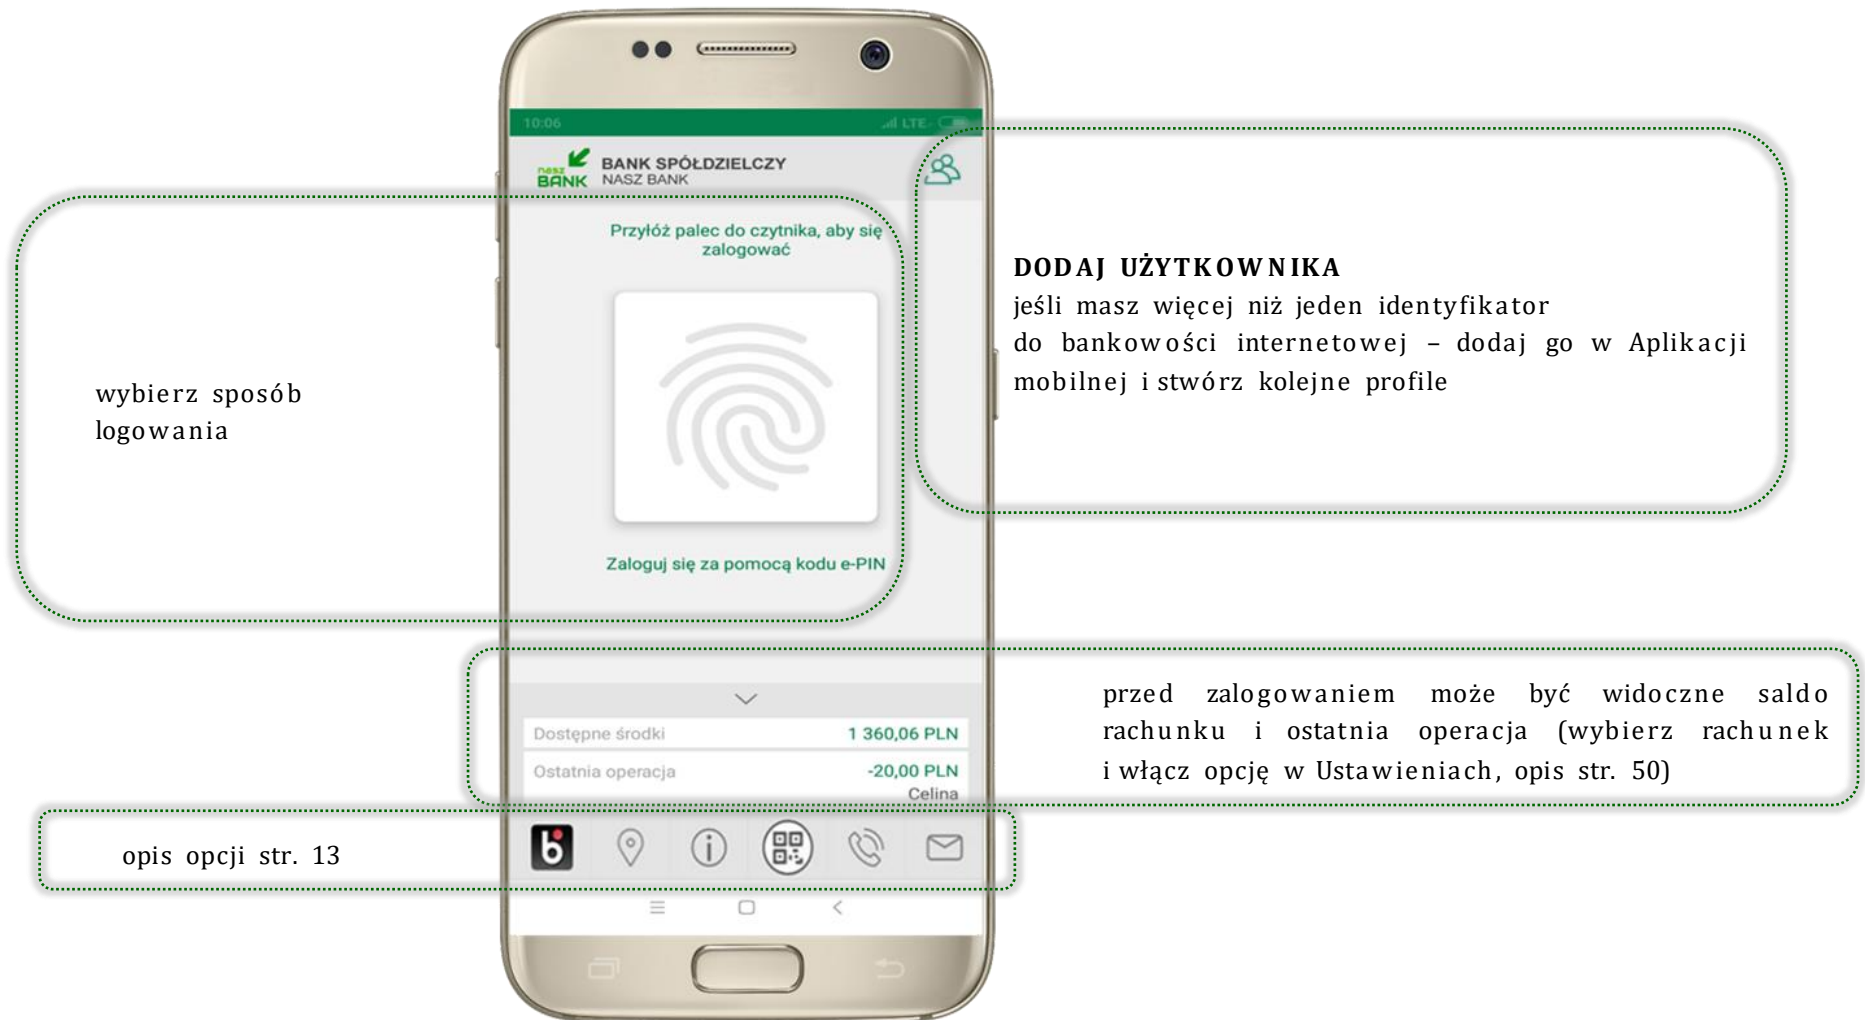 10:06
LTE
nasz
BANK
BANK SPÓŁDZIELCZY
NASZ BANK
Przyłóż palec do czytnika, aby się
zalogować
DODAJ UŻYTKOWNIKA
jeśli masz więcej niż jeden identyfikator
do bankowości internetowej – dodaj go w Aplikacji
mobilnej i stwórz kolejne profile
wybierz sposób
logowania
Zaloguj się za pomocą kodu e-PIN
przed zalogowaniem może być widoczne saldo
rachunku i ostatnia operacja (wybierz rachunek
i włącz opcję w Ustawieniach, opis str. 50)
Dostępne środki 1 360,06 PLN
Ostatnia operacja -20,00 PLN
Celina
opis opcji str. 13
b